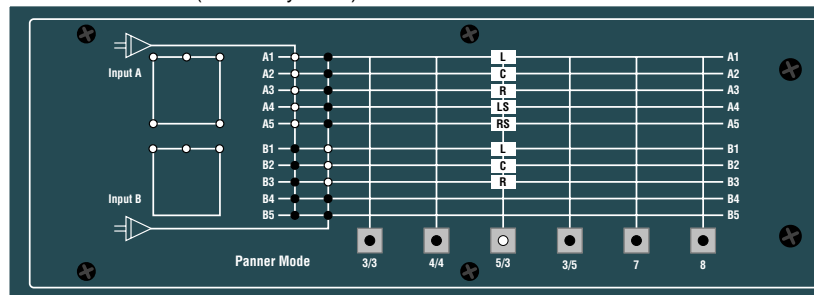 A1 L A1
Input A A2 C A2
A3 R A3
A4 LS A4
A5 RS A5
B1 L B1
B2 C B2
B3 R B3
Input B B4 B4
B5 B5
Panner Mode 3/3 4/4 5/3 3/5 7 8